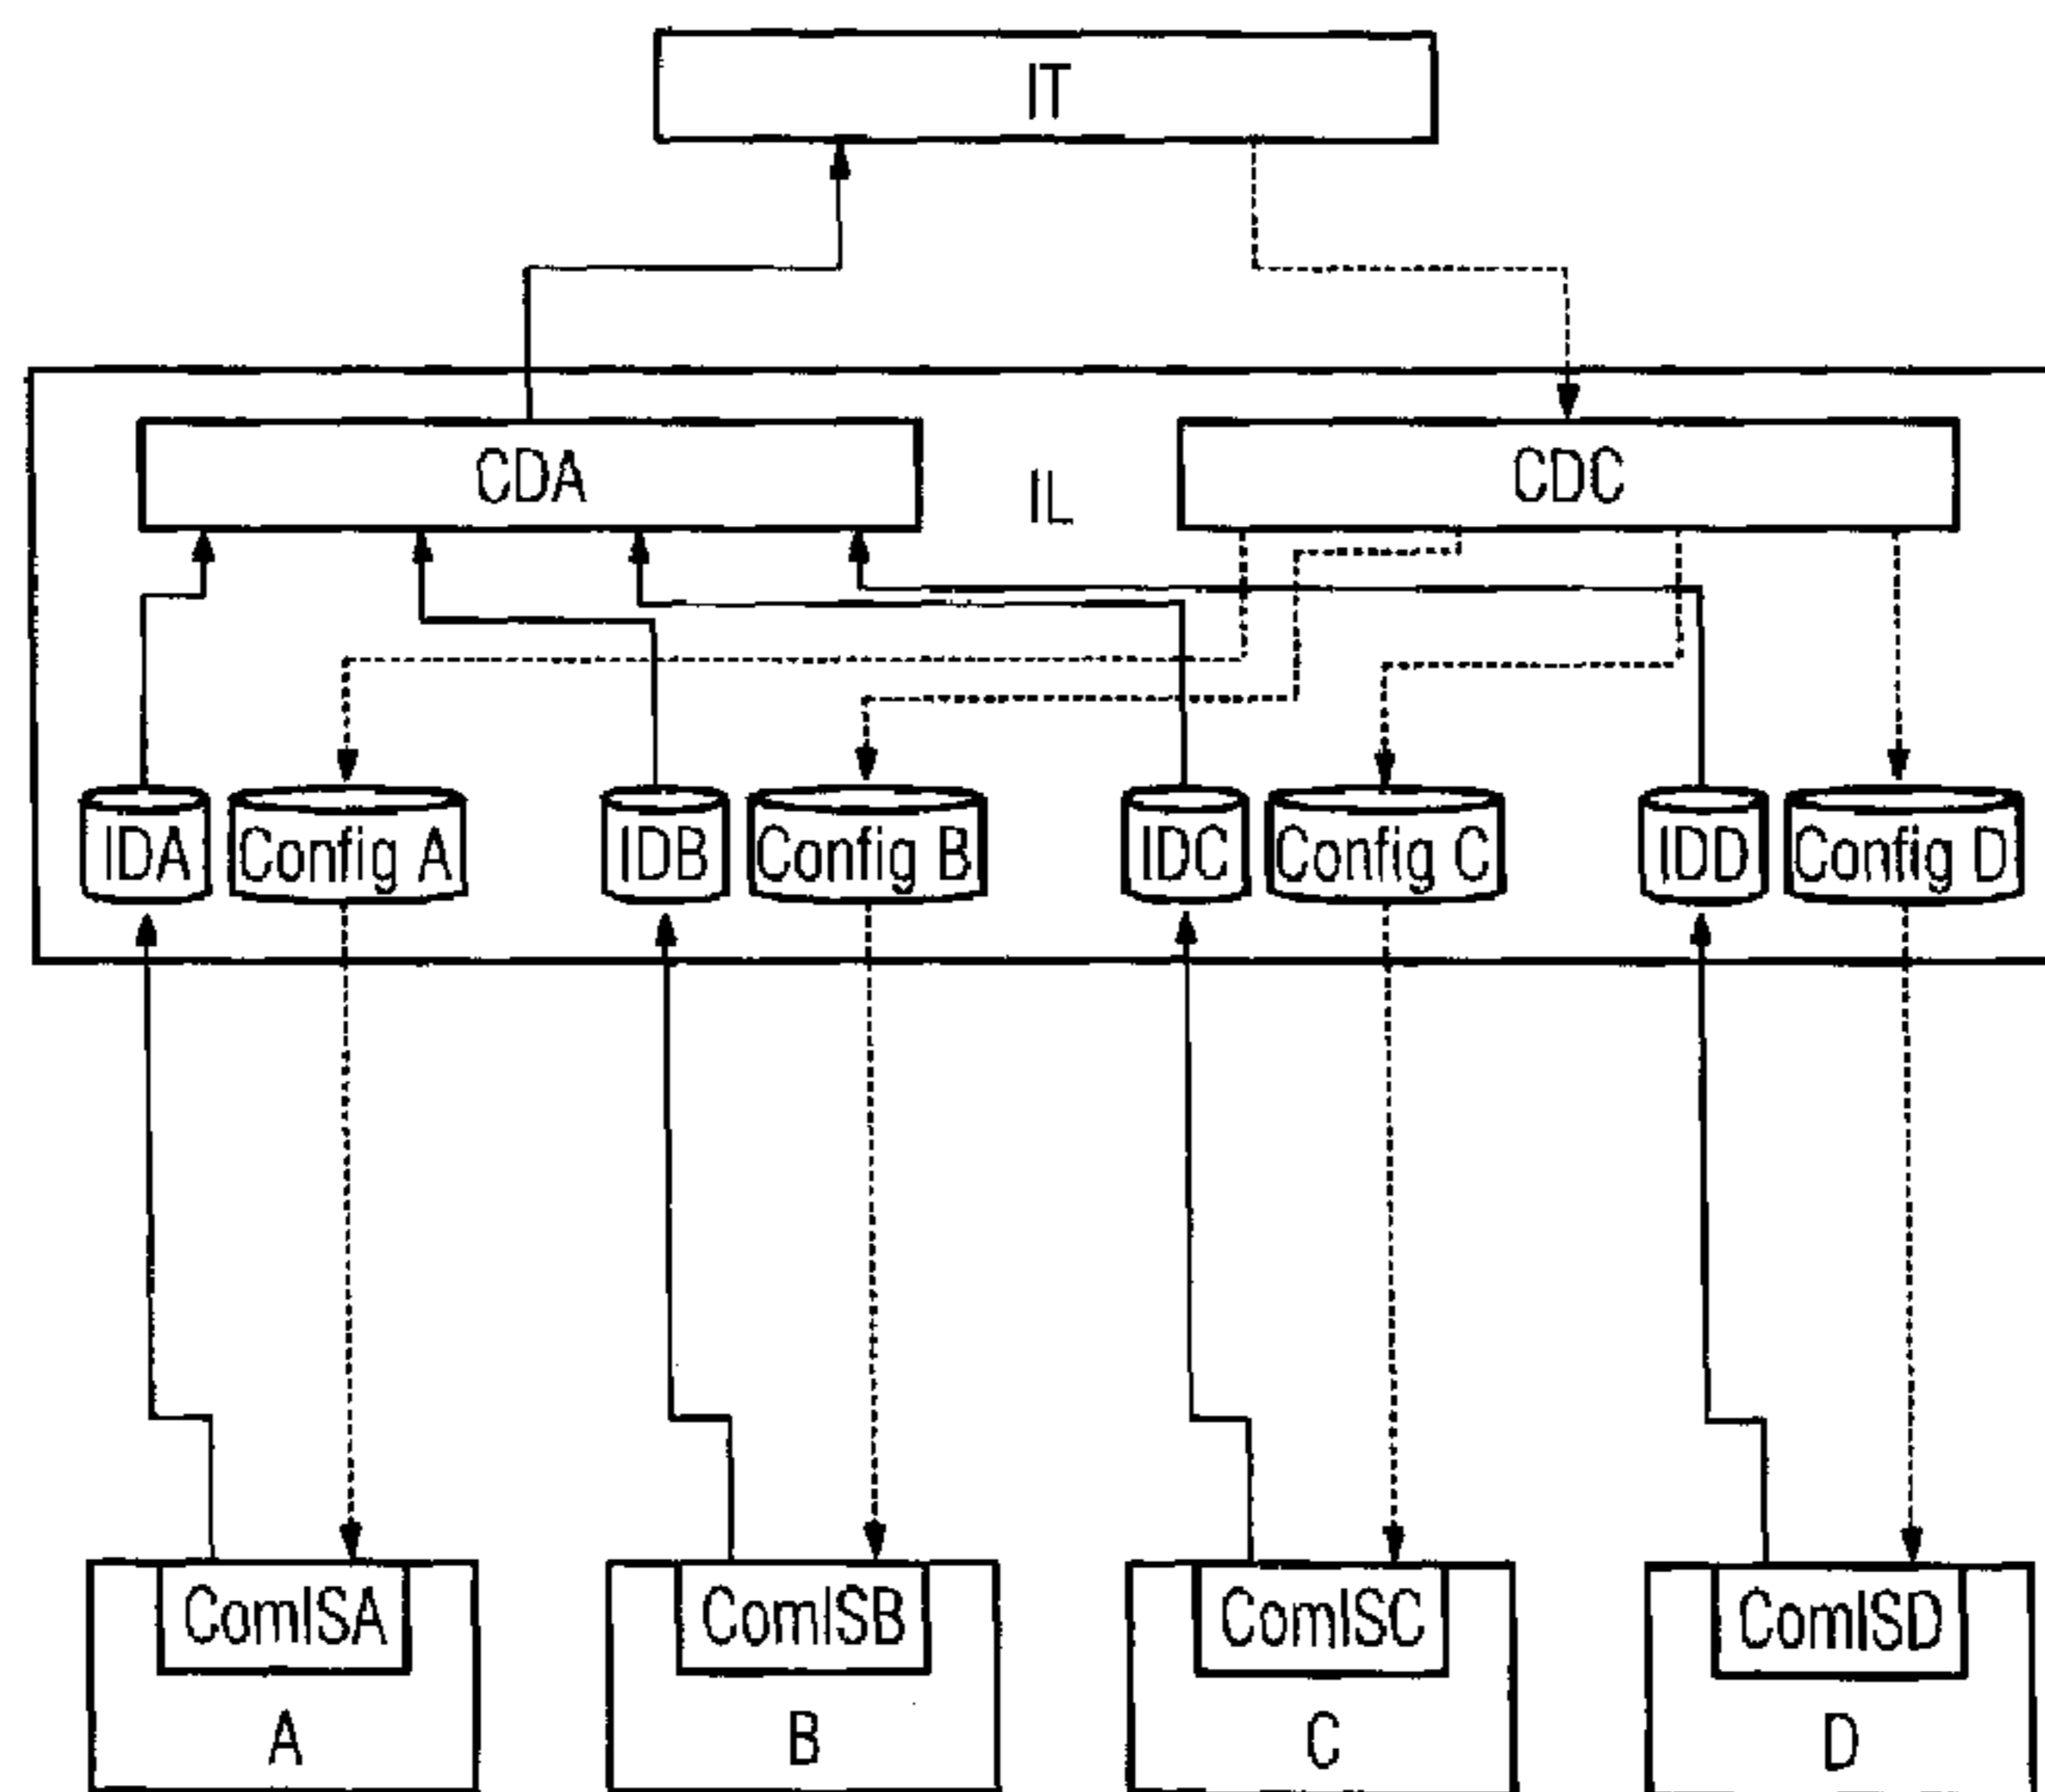 IT
CDA
IL
CDC
IDA
Config A
IDB
Config B
IDC
Config C
IDD
Config D
ComISA
ComISB
ComISC
ComISD
A
B
C
D